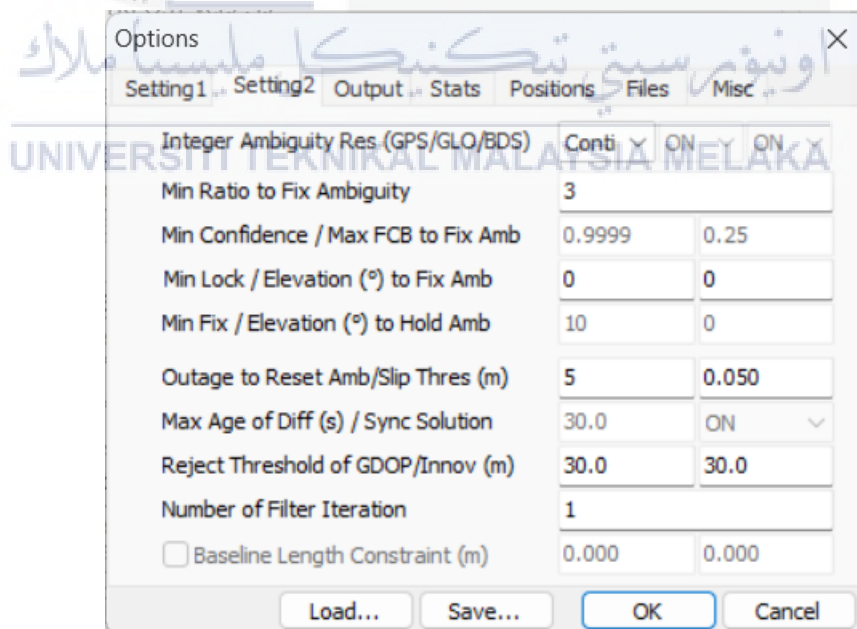 Options
اونيۏرسيتي تيكنيكل مليسيا ملاك
Setting1 Setting2 Output Stats Positions Files Misc
UNIVERSITI TEKNIKAL MALAYSIA MELAKA
Integer Ambiguity Res (GPS/GLO/BDS) Conti ON ON
Min Ratio to Fix Ambiguity 3
Min Confidence / Max FCB to Fix Amb 0.9999 0.25
Min Lock / Elevation (°) to Fix Amb 0 0
Min Fix / Elevation (°) to Hold Amb 10 0
Outage to Reset Amb/Slip Thres (m) 5 0.050
Max Age of Diff (s) / Sync Solution 30.0 ON
Reject Threshold of GDOP/Innov (m) 30.0 30.0
Number of Filter Iteration 1
Baseline Length Constraint (m) 0.000 0.000
Load... Save... OK Cancel